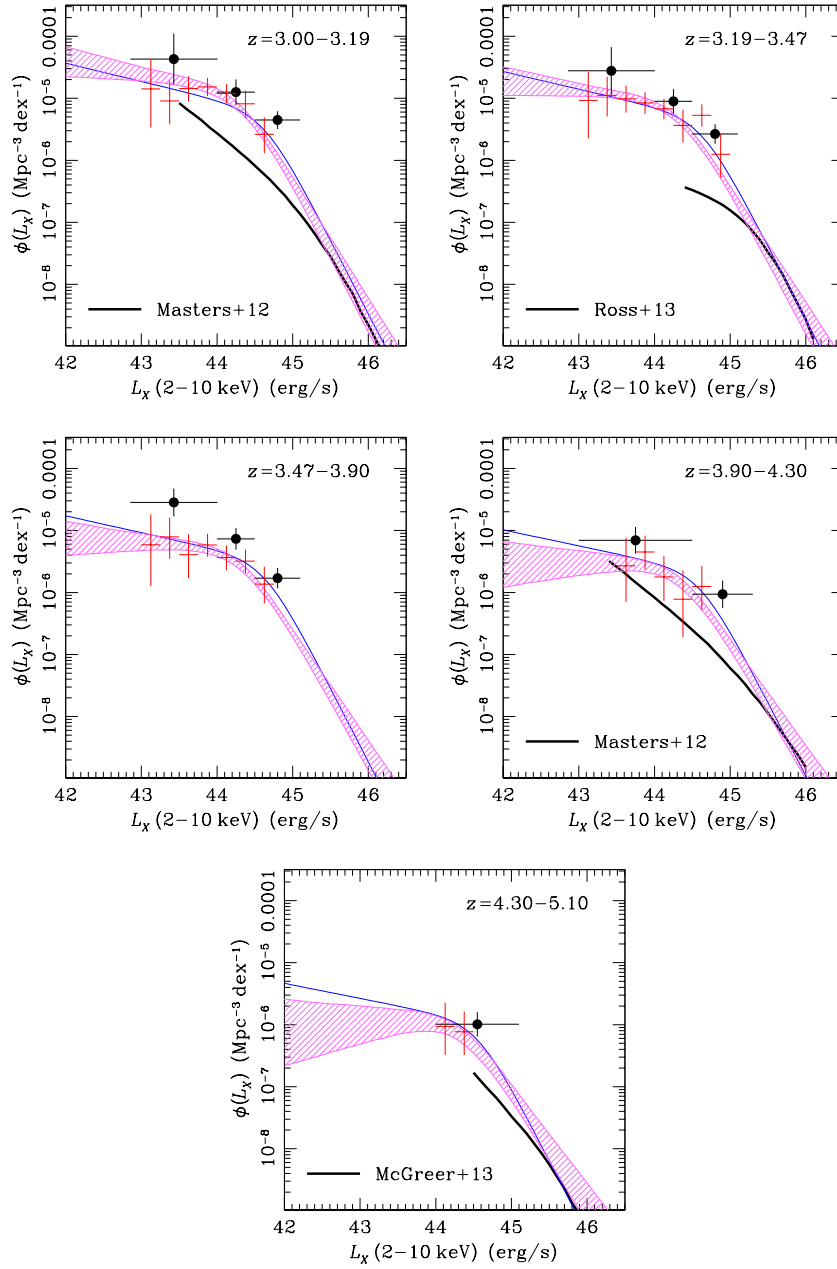 z=3.00−3.19
0.0001
10⁻⁵
10⁻⁶
10⁻⁷
10⁻⁸
ϕ(L_X) (Mpc⁻³ dex⁻¹)
Masters+12
42 43 44 45 46
L_X (2−10 keV) (erg/s)
z=3.19−3.47
0.0001
10⁻⁵
10⁻⁶
10⁻⁷
10⁻⁸
ϕ(L_X) (Mpc⁻³ dex⁻¹)
Ross+13
42 43 44 45 46
L_X (2−10 keV) (erg/s)
z=3.47−3.90
0.0001
10⁻⁵
10⁻⁶
10⁻⁷
10⁻⁸
ϕ(L_X) (Mpc⁻³ dex⁻¹)
42 43 44 45 46
L_X (2−10 keV) (erg/s)
z=3.90−4.30
0.0001
10⁻⁵
10⁻⁶
10⁻⁷
10⁻⁸
ϕ(L_X) (Mpc⁻³ dex⁻¹)
Masters+12
42 43 44 45 46
L_X (2−10 keV) (erg/s)
z=4.30−5.10
0.0001
10⁻⁵
10⁻⁶
10⁻⁷
10⁻⁸
ϕ(L_X) (Mpc⁻³ dex⁻¹)
McGreer+13
42 43 44 45 46
L_X (2−10 keV) (erg/s)